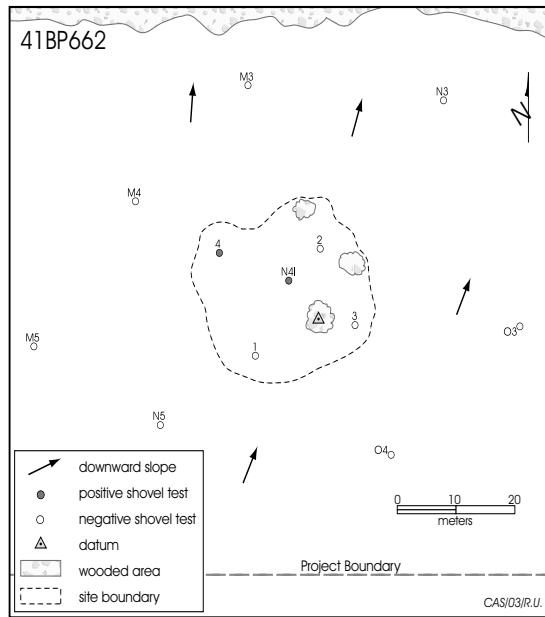 41BP662
M3
N3
N
M4
4
2
N4I
3
O3
M5
1
N5
O4
downward slope
positive shovel test
negative shovel test
datum
wooded area
site boundary
0 10 20
meters
Project Boundary
CAS/03/R.U.